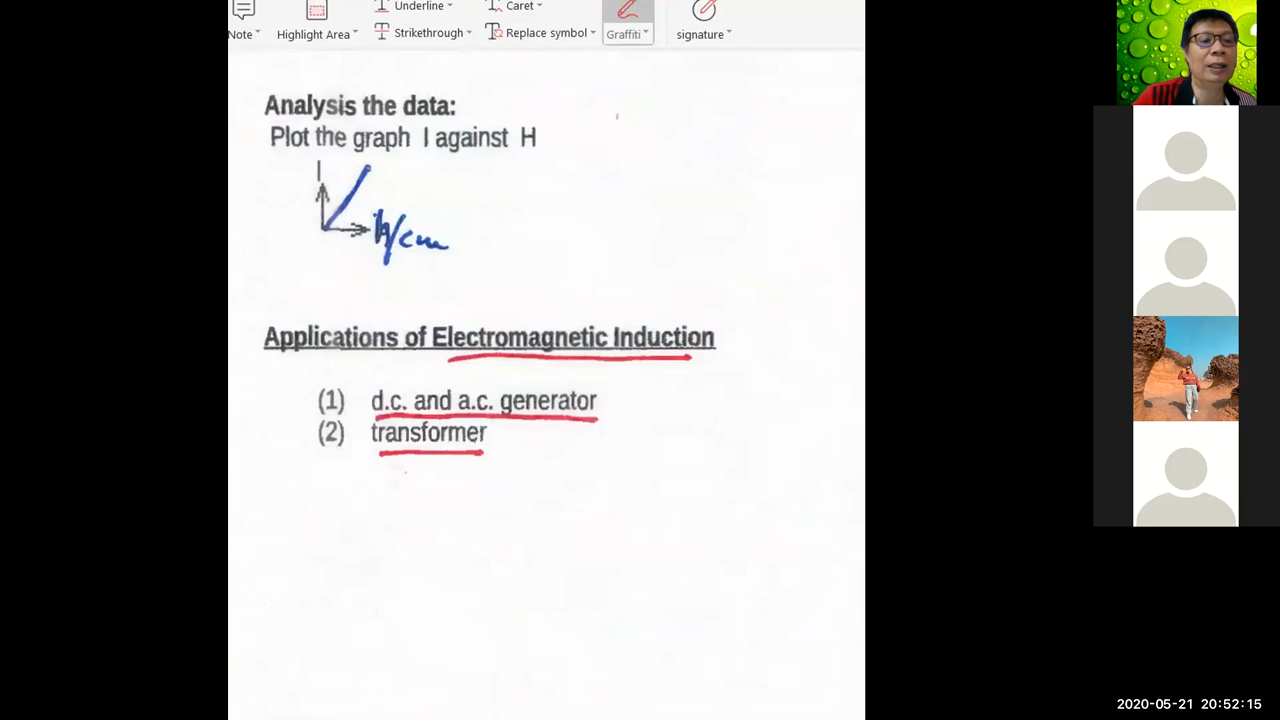 Underline
Caret
Note
Highlight Area
Strikethrough
Replace symbol
Graffiti
signature
Analysis the data:
Plot the graph I against H
I
H/cm
Applications of Electromagnetic Induction
(1) d.c. and a.c. generator
(2) transformer
2020-05-21 20:52:15